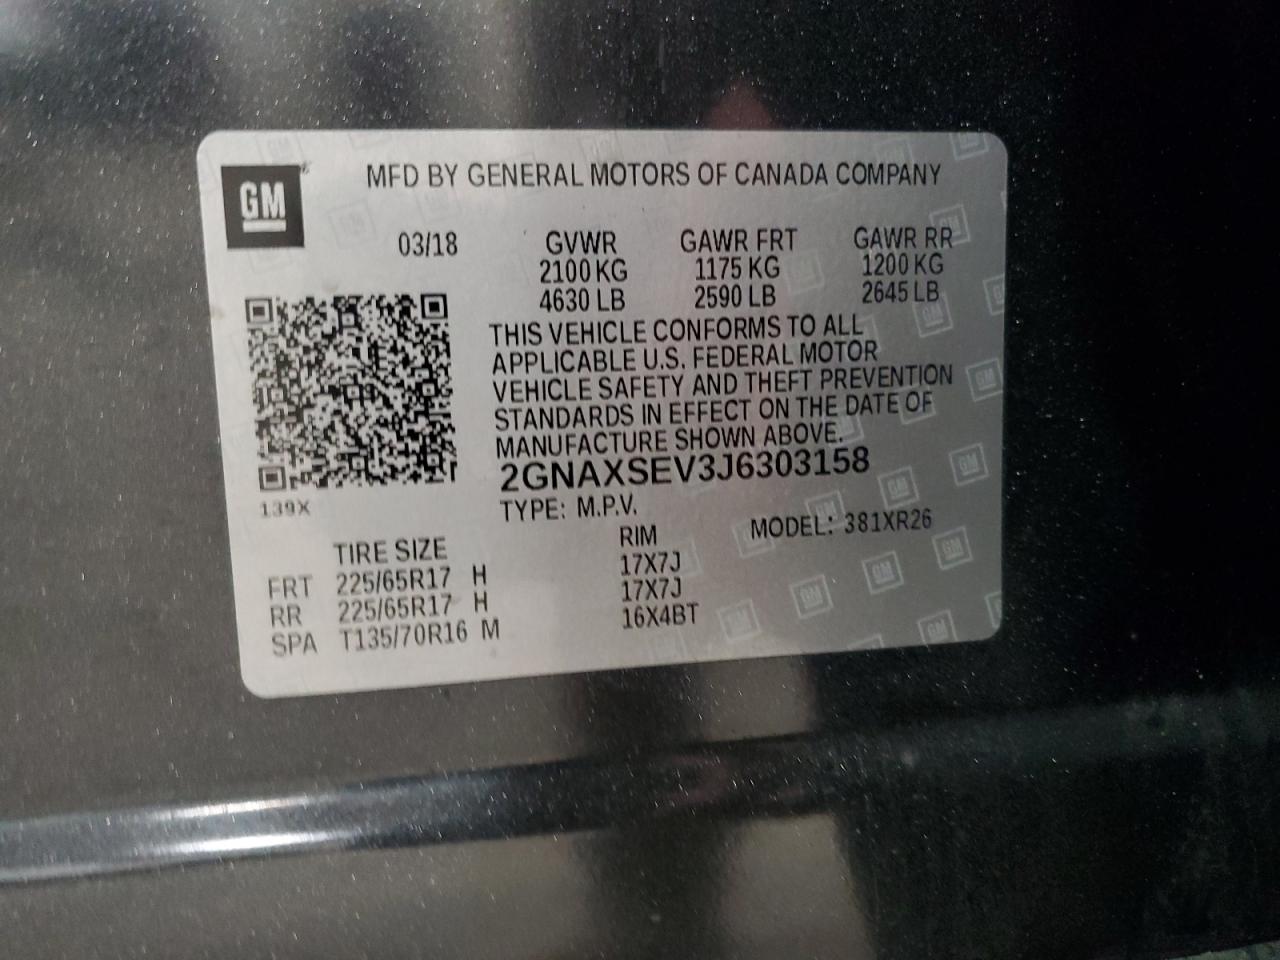 GM
MFD BY GENERAL MOTORS OF CANADA COMPANY
03/18 GVWR GAWR FRT GAWR RR
2100 KG 1175 KG 1200 KG
4630 LB 2590 LB 2645 LB
THIS VEHICLE CONFORMS TO ALL
APPLICABLE U.S. FEDERAL MOTOR
VEHICLE SAFETY AND THEFT PREVENTION
STANDARDS IN EFFECT ON THE DATE OF
MANUFACTURE SHOWN ABOVE.
2GNAXSEV3J6303158
139X
TYPE: M.P.V. MODEL: 381XR26
TIRE SIZE RIM
FRT 225/65R17 H 17X7J
RR 225/65R17 H 17X7J
SPA T135/70R16 M 16X4BT